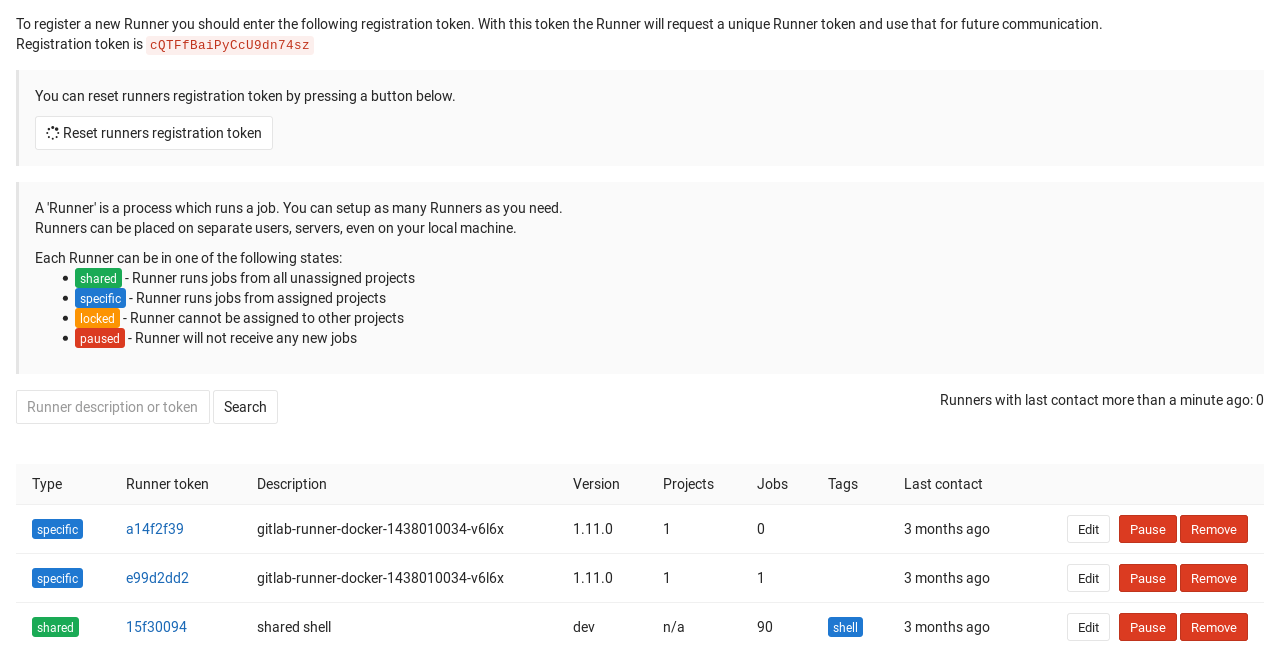 To register a new Runner you should enter the following registration token. With this token the Runner will request a unique Runner token and use that for future communication.
Registration token is cQTFfBaiPyCcU9dn74sz
You can reset runners registration token by pressing a button below.
Reset runners registration token
A 'Runner' is a process which runs a job. You can setup as many Runners as you need.
Runners can be placed on separate users, servers, even on your local machine.
Each Runner can be in one of the following states:
shared - Runner runs jobs from all unassigned projects
specific - Runner runs jobs from assigned projects
locked - Runner cannot be assigned to other projects
paused - Runner will not receive any new jobs
Runner description or token Search Runners with last contact more than a minute ago: 0
Type Runner token Description Version Projects Jobs Tags Last contact
specific a14f2f39 gitlab-runner-docker-1438010034-v6l6x 1.11.0 1 0 3 months ago Edit Pause Remove
specific e99d2dd2 gitlab-runner-docker-1438010034-v6l6x 1.11.0 1 1 3 months ago Edit Pause Remove
shared 15f30094 shared shell dev n/a 90 shell 3 months ago Edit Pause Remove